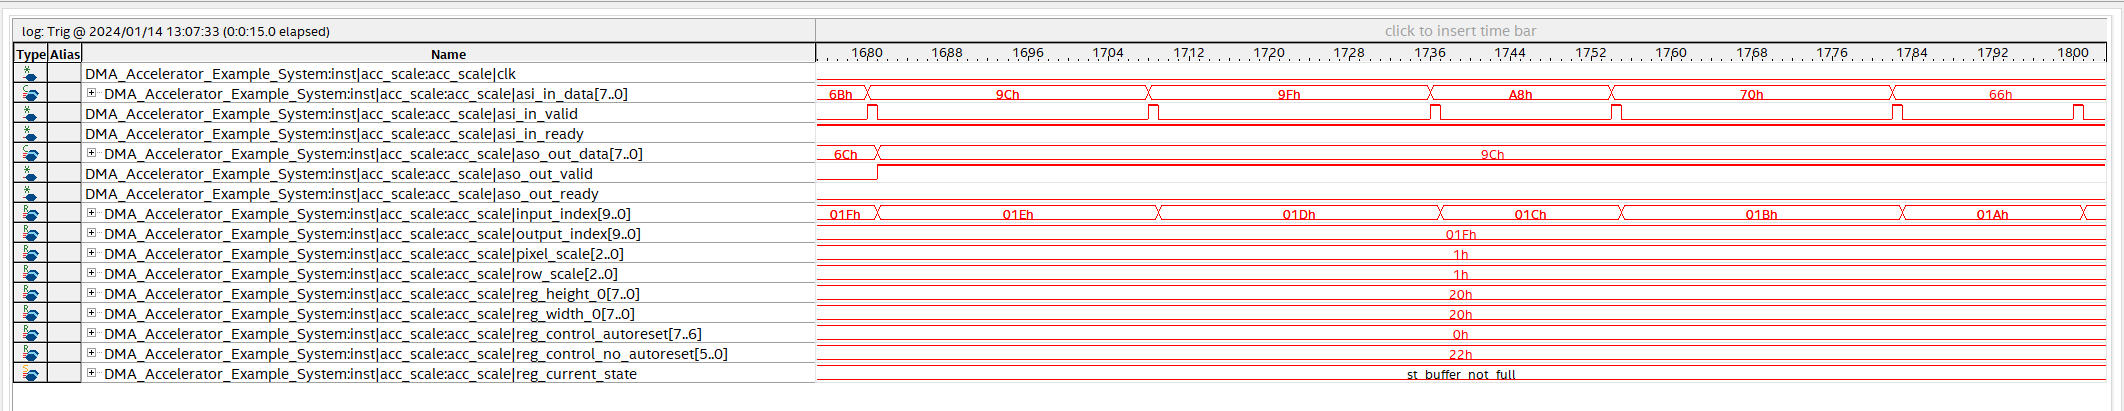 log: Trig @ 2024/01/14 13:07:33 (0:0:15.0 elapsed) click to insert time bar
Type Alias Name 1680 1688 1696 1704 1712 1720 1728 1736 1744 1752 1760 1768 1776 1784 1792 1800
DMA_Accelerator_Example_System:inst|acc_scale:acc_scale|clk
DMA_Accelerator_Example_System:inst|acc_scale:acc_scale|asi_in_data[7..0] 6Bh 9Ch 9Fh A8h 70h 66h
DMA_Accelerator_Example_System:inst|acc_scale:acc_scale|asi_in_valid
DMA_Accelerator_Example_System:inst|acc_scale:acc_scale|asi_in_ready
DMA_Accelerator_Example_System:inst|acc_scale:acc_scale|aso_out_data[7..0] 6Ch 9Ch
DMA_Accelerator_Example_System:inst|acc_scale:acc_scale|aso_out_valid
DMA_Accelerator_Example_System:inst|acc_scale:acc_scale|aso_out_ready
DMA_Accelerator_Example_System:inst|acc_scale:acc_scale|input_index[9..0] 01Fh 01Eh 01Dh 01Ch 01Bh 01Ah
DMA_Accelerator_Example_System:inst|acc_scale:acc_scale|output_index[9..0] 01Fh
DMA_Accelerator_Example_System:inst|acc_scale:acc_scale|pixel_scale[2..0] 1h
DMA_Accelerator_Example_System:inst|acc_scale:acc_scale|row_scale[2..0] 1h
DMA_Accelerator_Example_System:inst|acc_scale:acc_scale|reg_height_0[7..0] 20h
DMA_Accelerator_Example_System:inst|acc_scale:acc_scale|reg_width_0[7..0] 20h
DMA_Accelerator_Example_System:inst|acc_scale:acc_scale|reg_control_autoreset[7..6] 0h
DMA_Accelerator_Example_System:inst|acc_scale:acc_scale|reg_control_no_autoreset[5..0] 22h
DMA_Accelerator_Example_System:inst|acc_scale:acc_scale|reg_current_state st_buffer_not_full